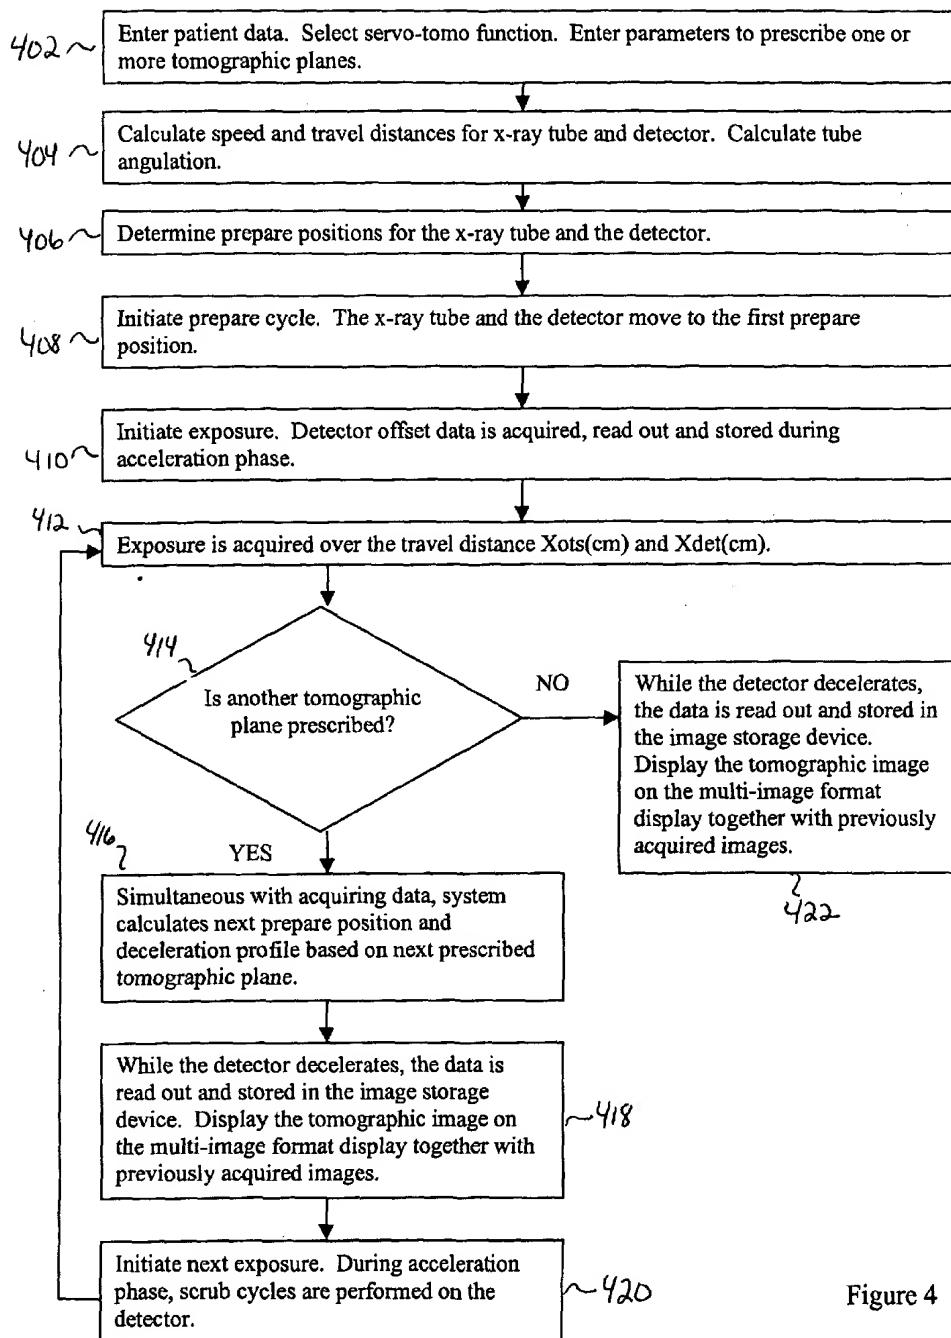 402
Enter patient data. Select servo-tomo function. Enter parameters to prescribe one or
more tomographic planes.
404
Calculate speed and travel distances for x-ray tube and detector. Calculate tube
angulation.
406
Determine prepare positions for the x-ray tube and the detector.
408
Initiate prepare cycle. The x-ray tube and the detector move to the first prepare
position.
410
Initiate exposure. Detector offset data is acquired, read out and stored during
acceleration phase.
412
Exposure is acquired over the travel distance Xots(cm) and Xdet(cm).
414
Is another tomographic
plane prescribed?
NO
While the detector decelerates,
the data is read out and stored in
the image storage device.
Display the tomographic image
on the multi-image format
display together with previously
acquired images.
422
YES
416
Simultaneous with acquiring data, system
calculates next prepare position and
deceleration profile based on next prescribed
tomographic plane.
While the detector decelerates, the data is
read out and stored in the image storage
device. Display the tomographic image on
the multi-image format display together with
previously acquired images.
418
Initiate next exposure. During acceleration
phase, scrub cycles are performed on the
detector.
420
Figure 4